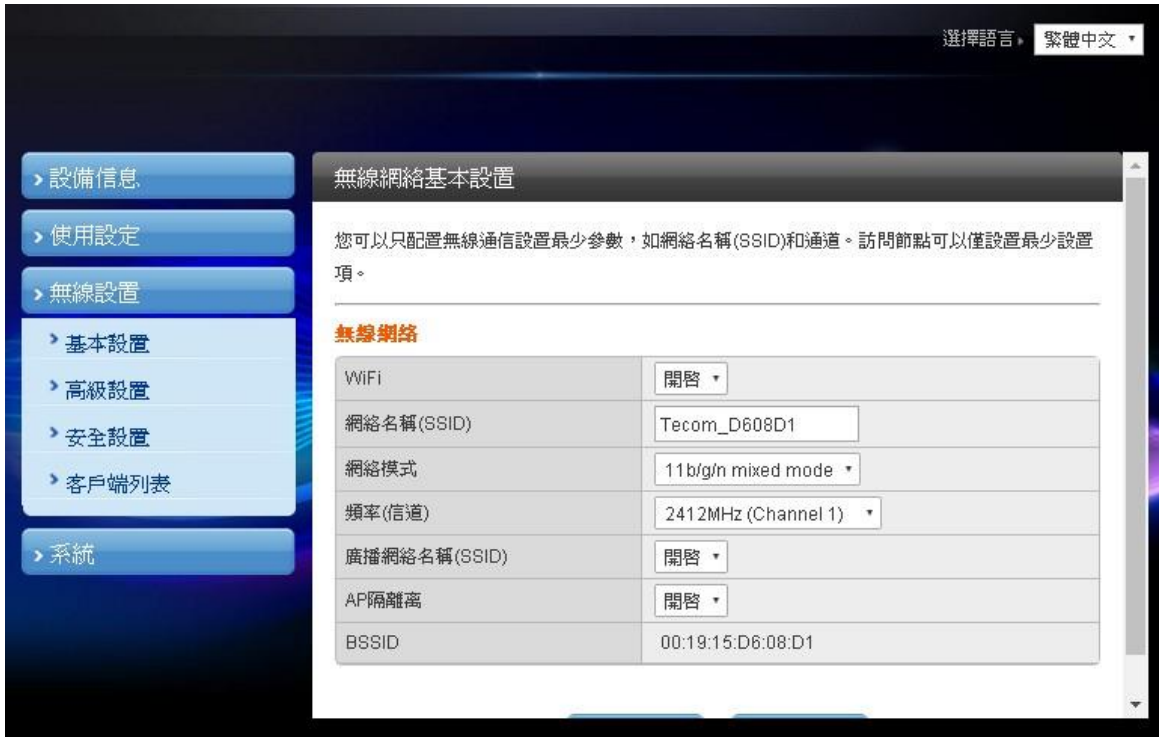 選擇語言
繁體中文
設備信息
使用設定
無線設置
基本設置
高級設置
安全設置
客戶端列表
系統
無線網絡基本設置
您可以只配置無線通信設置最少參數，如網絡名稱(SSID)和通道。訪問節點可以僅設置最少設置
項。
無線網络
WiFi 開啓
網絡名稱(SSID) Tecom_D608D1
網絡模式 11b/g/n mixed mode
頻率(信道) 2412MHz (Channel 1)
廣播網絡名稱(SSID) 開啓
AP隔離离 開啓
BSSID 00:19:15:D6:08:D1